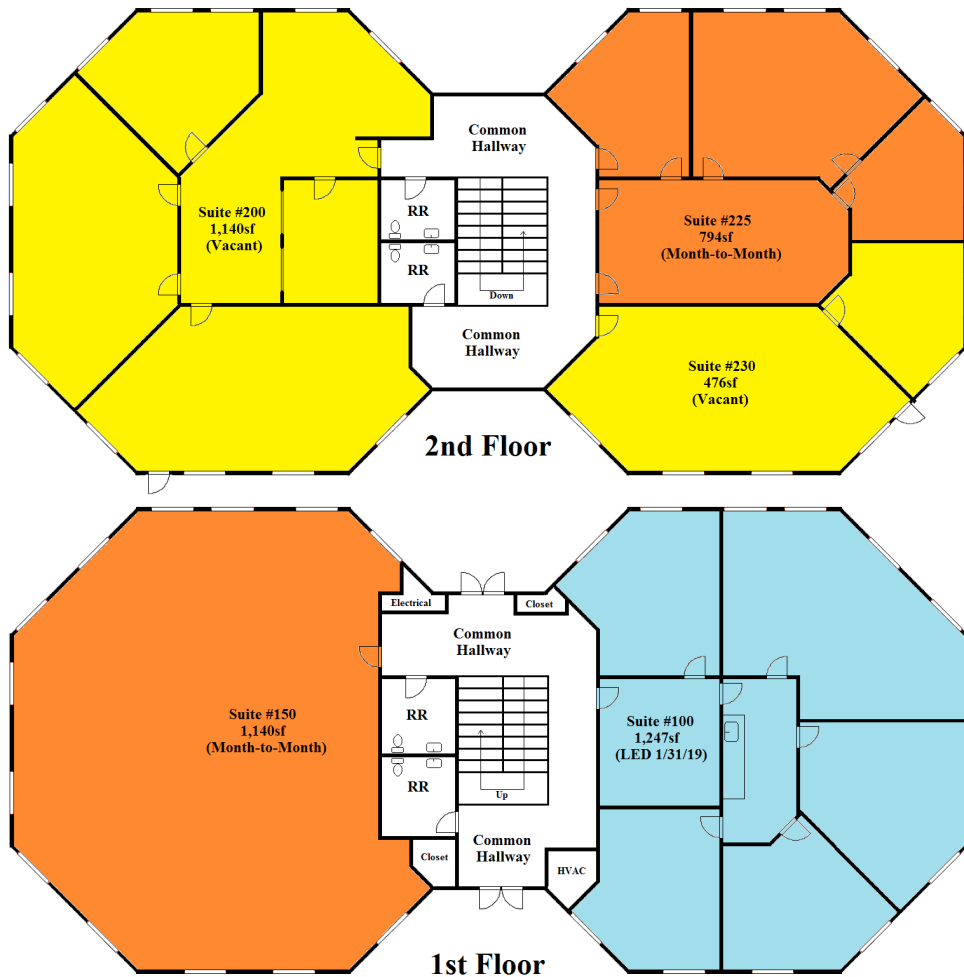 Common
Hallway
Suite #200
1,140sf
(Vacant)
RR
RR
Down
Suite #225
794sf
(Month-to-Month)
Common
Hallway
Suite #230
476sf
(Vacant)
2nd Floor
Electrical
Closet
Common
Hallway
Suite #150
1,140sf
(Month-to-Month)
RR
RR
Up
Suite #100
1,247sf
(LED 1/31/19)
Common
Hallway
Closet
HVAC
1st Floor